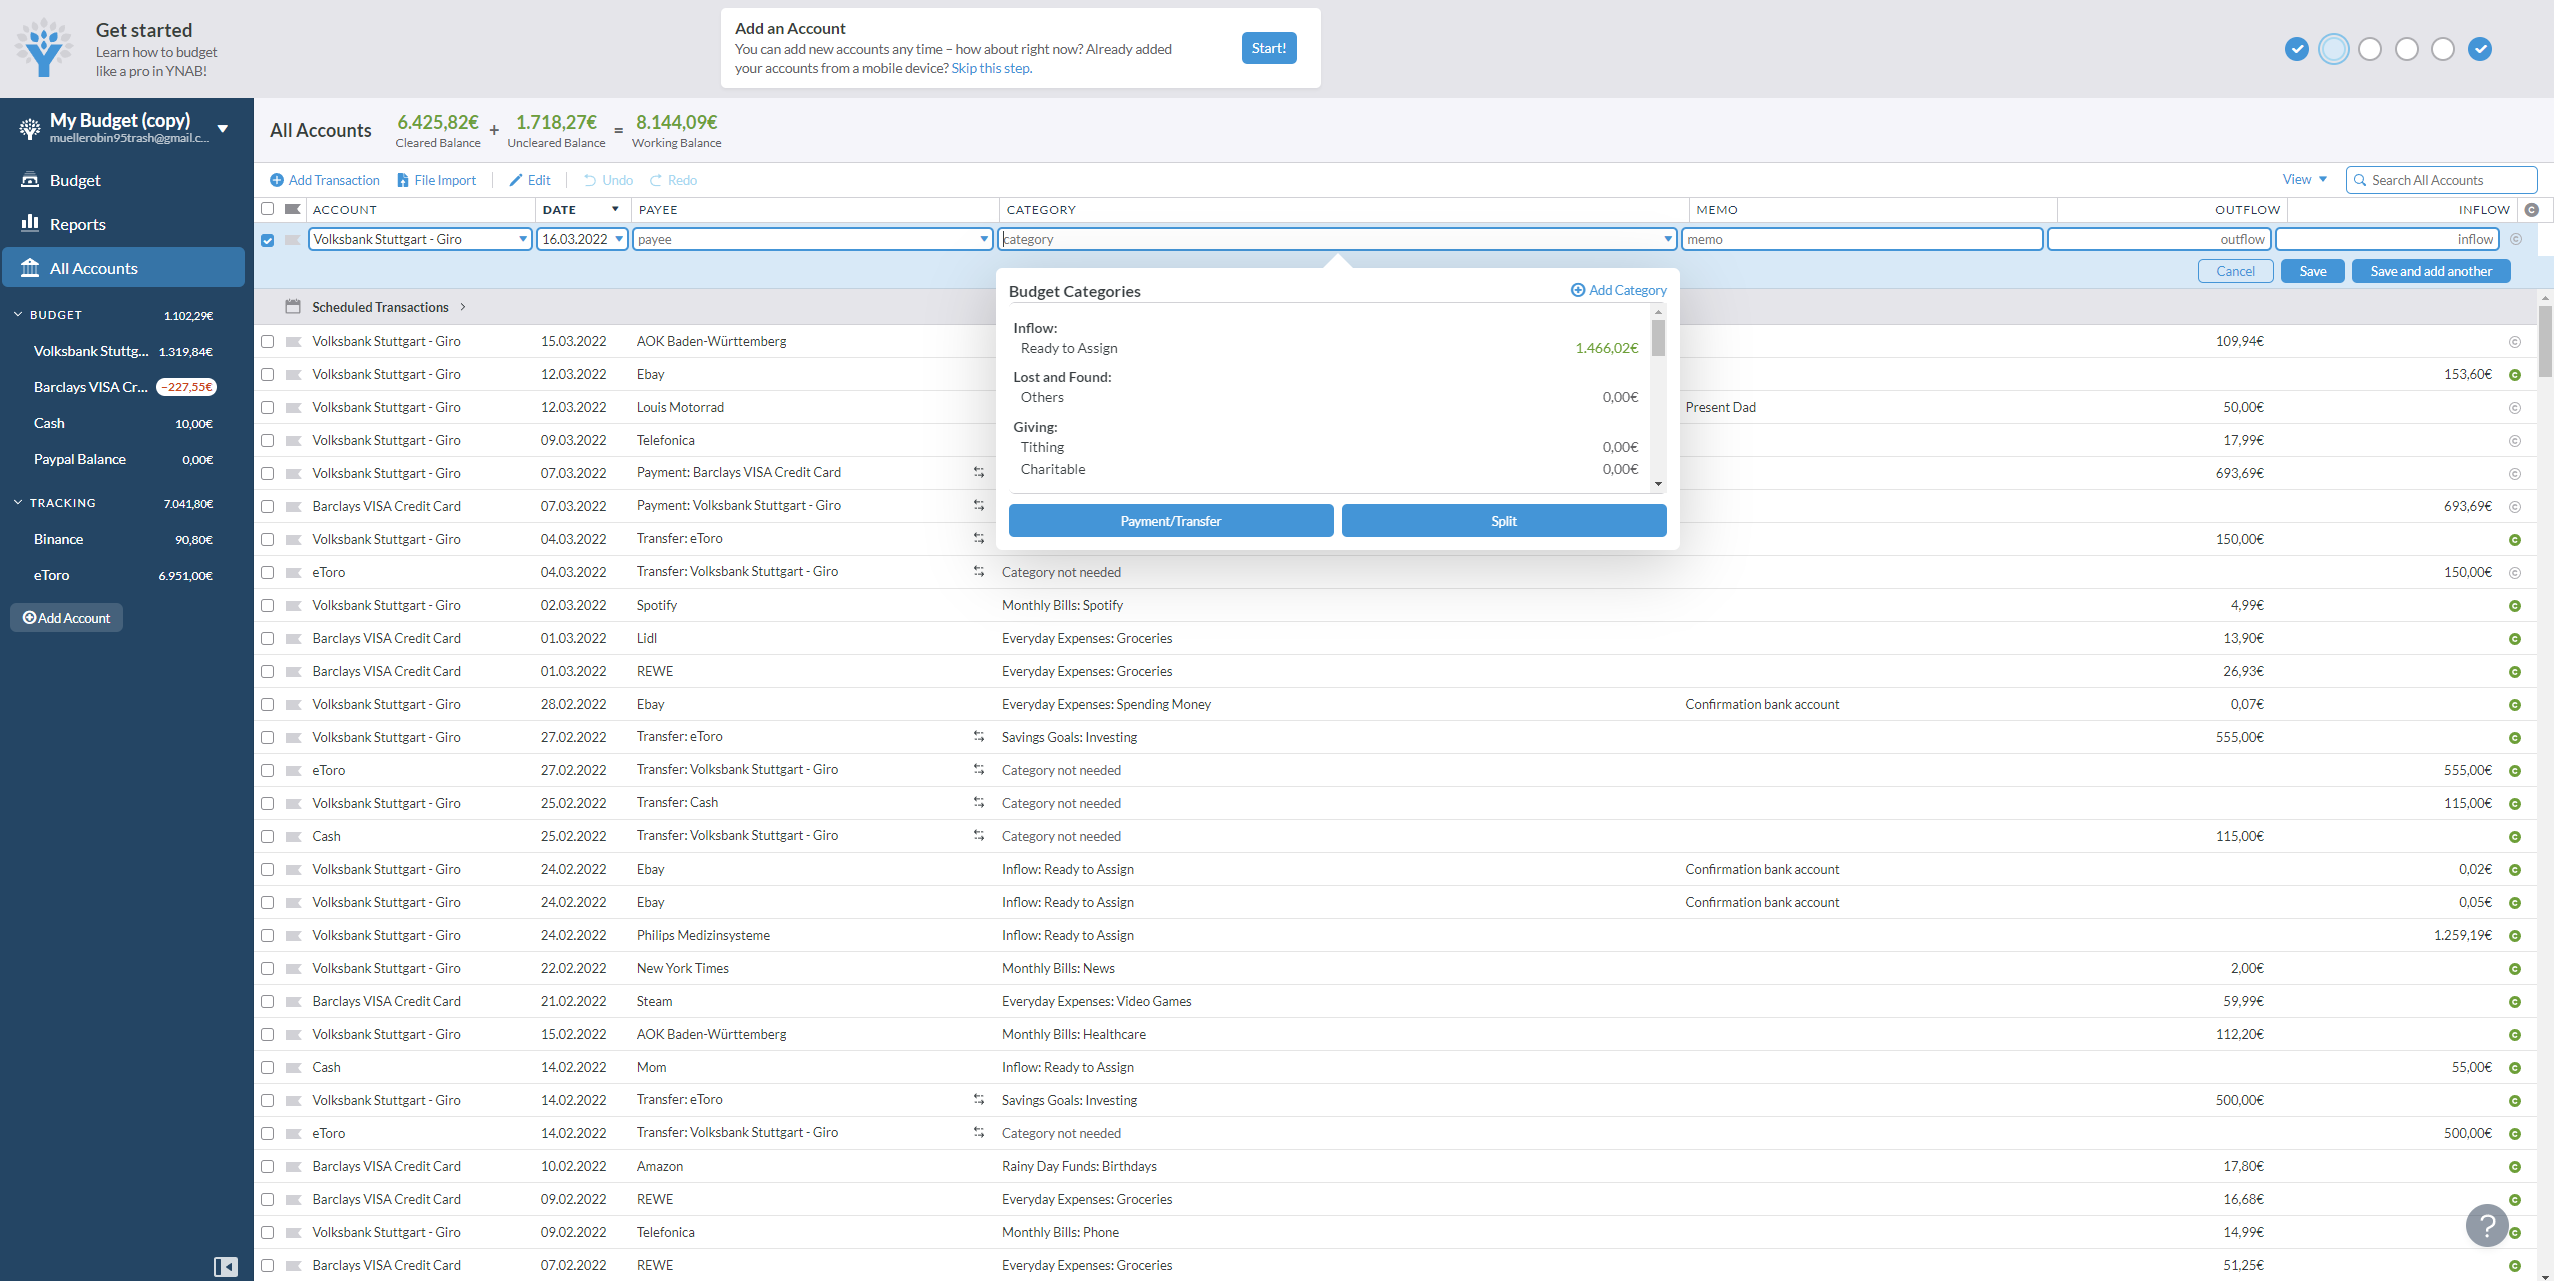 Get started
Learn how to budget
like a pro in YNAB!
Add an Account
You can add new accounts any time – how about right now? Already added
your accounts from a mobile device? Skip this step.
Start!
My Budget (copy)
muellerobin95trash@gmail.c...
Budget
Reports
All Accounts
BUDGET 1.102,29€
Volksbank Stuttg... 1.319,84€
Barclays VISA Cr... -227,55€
Cash 10,00€
Paypal Balance 0,00€
TRACKING 7.041,80€
Binance 90,80€
eToro 6.951,00€
Add Account
All Accounts
6.425,82€ + 1.718,27€ = 8.144,09€
Cleared Balance Uncleared Balance Working Balance
Add Transaction File Import Edit Undo Redo View Search All Accounts
ACCOUNT DATE PAYEE CATEGORY MEMO OUTFLOW INFLOW C
Volksbank Stuttgart - Giro 16.03.2022 payee category memo outflow inflow C
Cancel Save Save and add another
Budget Categories Add Category
Inflow:
Ready to Assign 1.466,02€
Lost and Found:
Others 0,00€
Giving:
Tithing 0,00€
Charitable 0,00€
Payment/Transfer Split
Scheduled Transactions
Volksbank Stuttgart - Giro 15.03.2022 AOK Baden-Württemberg 109,94€ C
Volksbank Stuttgart - Giro 12.03.2022 Ebay 153,60€ C
Volksbank Stuttgart - Giro 12.03.2022 Louis Motorrad Present Dad 50,00€ C
Volksbank Stuttgart - Giro 09.03.2022 Telefonica 17,99€ C
Volksbank Stuttgart - Giro 07.03.2022 Payment: Barclays VISA Credit Card 693,69€ C
Barclays VISA Credit Card 07.03.2022 Payment: Volksbank Stuttgart - Giro 693,69€ C
Volksbank Stuttgart - Giro 04.03.2022 Transfer: eToro 150,00€ C
eToro 04.03.2022 Transfer: Volksbank Stuttgart - Giro Category not needed 150,00€ C
Volksbank Stuttgart - Giro 02.03.2022 Spotify Monthly Bills: Spotify 4,99€ C
Barclays VISA Credit Card 01.03.2022 Lidl Everyday Expenses: Groceries 13,90€ C
Barclays VISA Credit Card 01.03.2022 REWE Everyday Expenses: Groceries 26,93€ C
Volksbank Stuttgart - Giro 28.02.2022 Ebay Everyday Expenses: Spending Money Confirmation bank account 0,07€ C
Volksbank Stuttgart - Giro 27.02.2022 Transfer: eToro Savings Goals: Investing 555,00€ C
eToro 27.02.2022 Transfer: Volksbank Stuttgart - Giro Category not needed 555,00€ C
Volksbank Stuttgart - Giro 25.02.2022 Transfer: Cash Category not needed 115,00€ C
Cash 25.02.2022 Transfer: Volksbank Stuttgart - Giro Category not needed 115,00€ C
Volksbank Stuttgart - Giro 24.02.2022 Ebay Inflow: Ready to Assign Confirmation bank account 0,02€ C
Volksbank Stuttgart - Giro 24.02.2022 Ebay Inflow: Ready to Assign Confirmation bank account 0,05€ C
Volksbank Stuttgart - Giro 24.02.2022 Philips Medizinsysteme Inflow: Ready to Assign 1.259,19€ C
Volksbank Stuttgart - Giro 22.02.2022 New York Times Monthly Bills: News 2,00€ C
Barclays VISA Credit Card 21.02.2022 Steam Everyday Expenses: Video Games 59,99€ C
Volksbank Stuttgart - Giro 15.02.2022 AOK Baden-Württemberg Monthly Bills: Healthcare 112,20€ C
Cash 14.02.2022 Mom Inflow: Ready to Assign 55,00€ C
Volksbank Stuttgart - Giro 14.02.2022 Transfer: eToro Savings Goals: Investing 500,00€ C
eToro 14.02.2022 Transfer: Volksbank Stuttgart - Giro Category not needed 500,00€ C
Barclays VISA Credit Card 10.02.2022 Amazon Rainy Day Funds: Birthdays 17,80€ C
Barclays VISA Credit Card 09.02.2022 REWE Everyday Expenses: Groceries 16,68€ C
Volksbank Stuttgart - Giro 09.02.2022 Telefonica Monthly Bills: Phone 14,99€ C
Barclays VISA Credit Card 07.02.2022 REWE Everyday Expenses: Groceries 51,25€ C
?